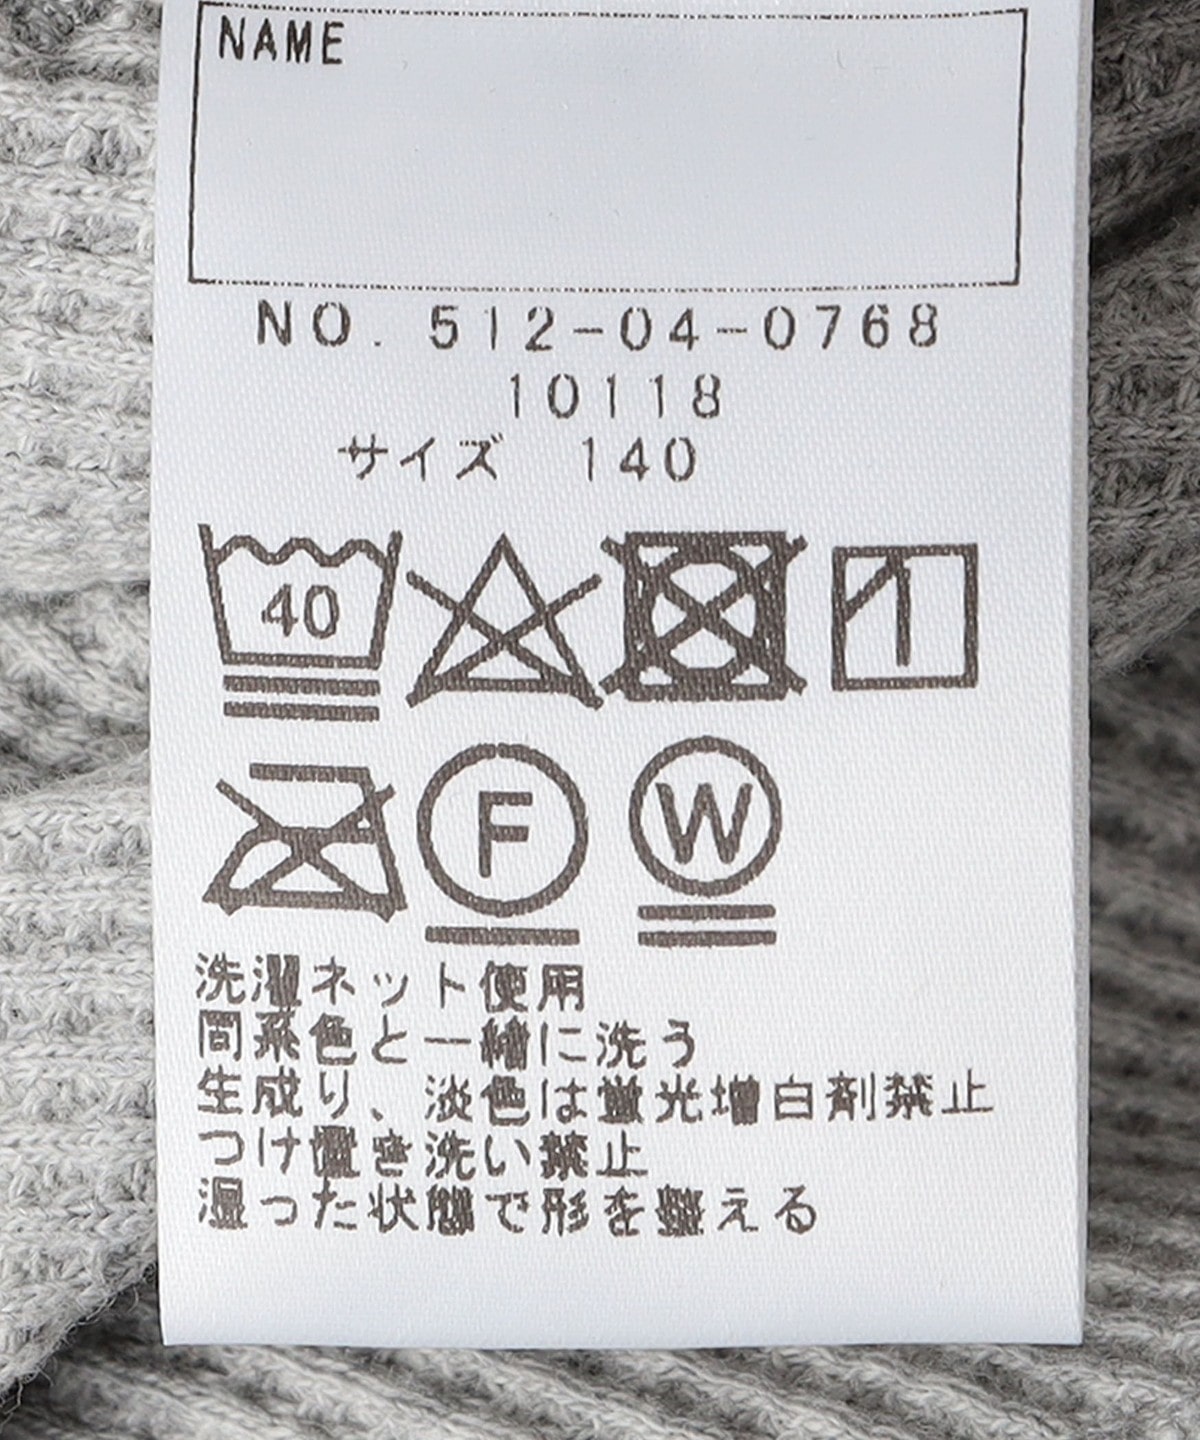 NAME
NO. 512-04-0768
10118
サイズ 140
40
F
W
洗濯ネット使用
同系色と一緒に洗う
生成り、淡色は蛍光増白剤禁止
つけ置き洗い禁止
湿った状態で形を整える